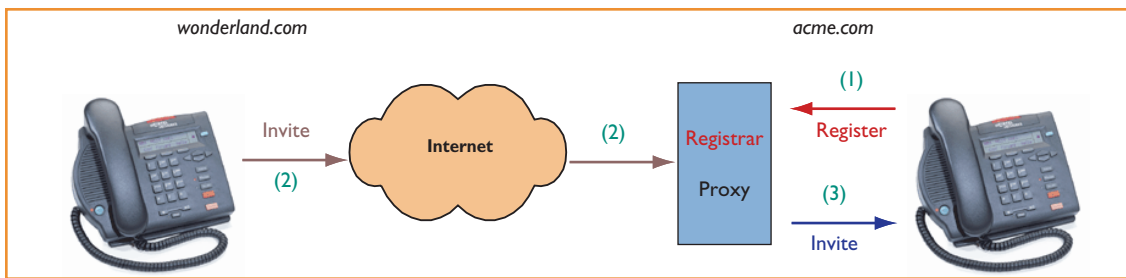 wonderland.com
acme.com
(1)
Invite
Internet
(2)
Registrar
Register
(2)
Proxy
(3)
Invite